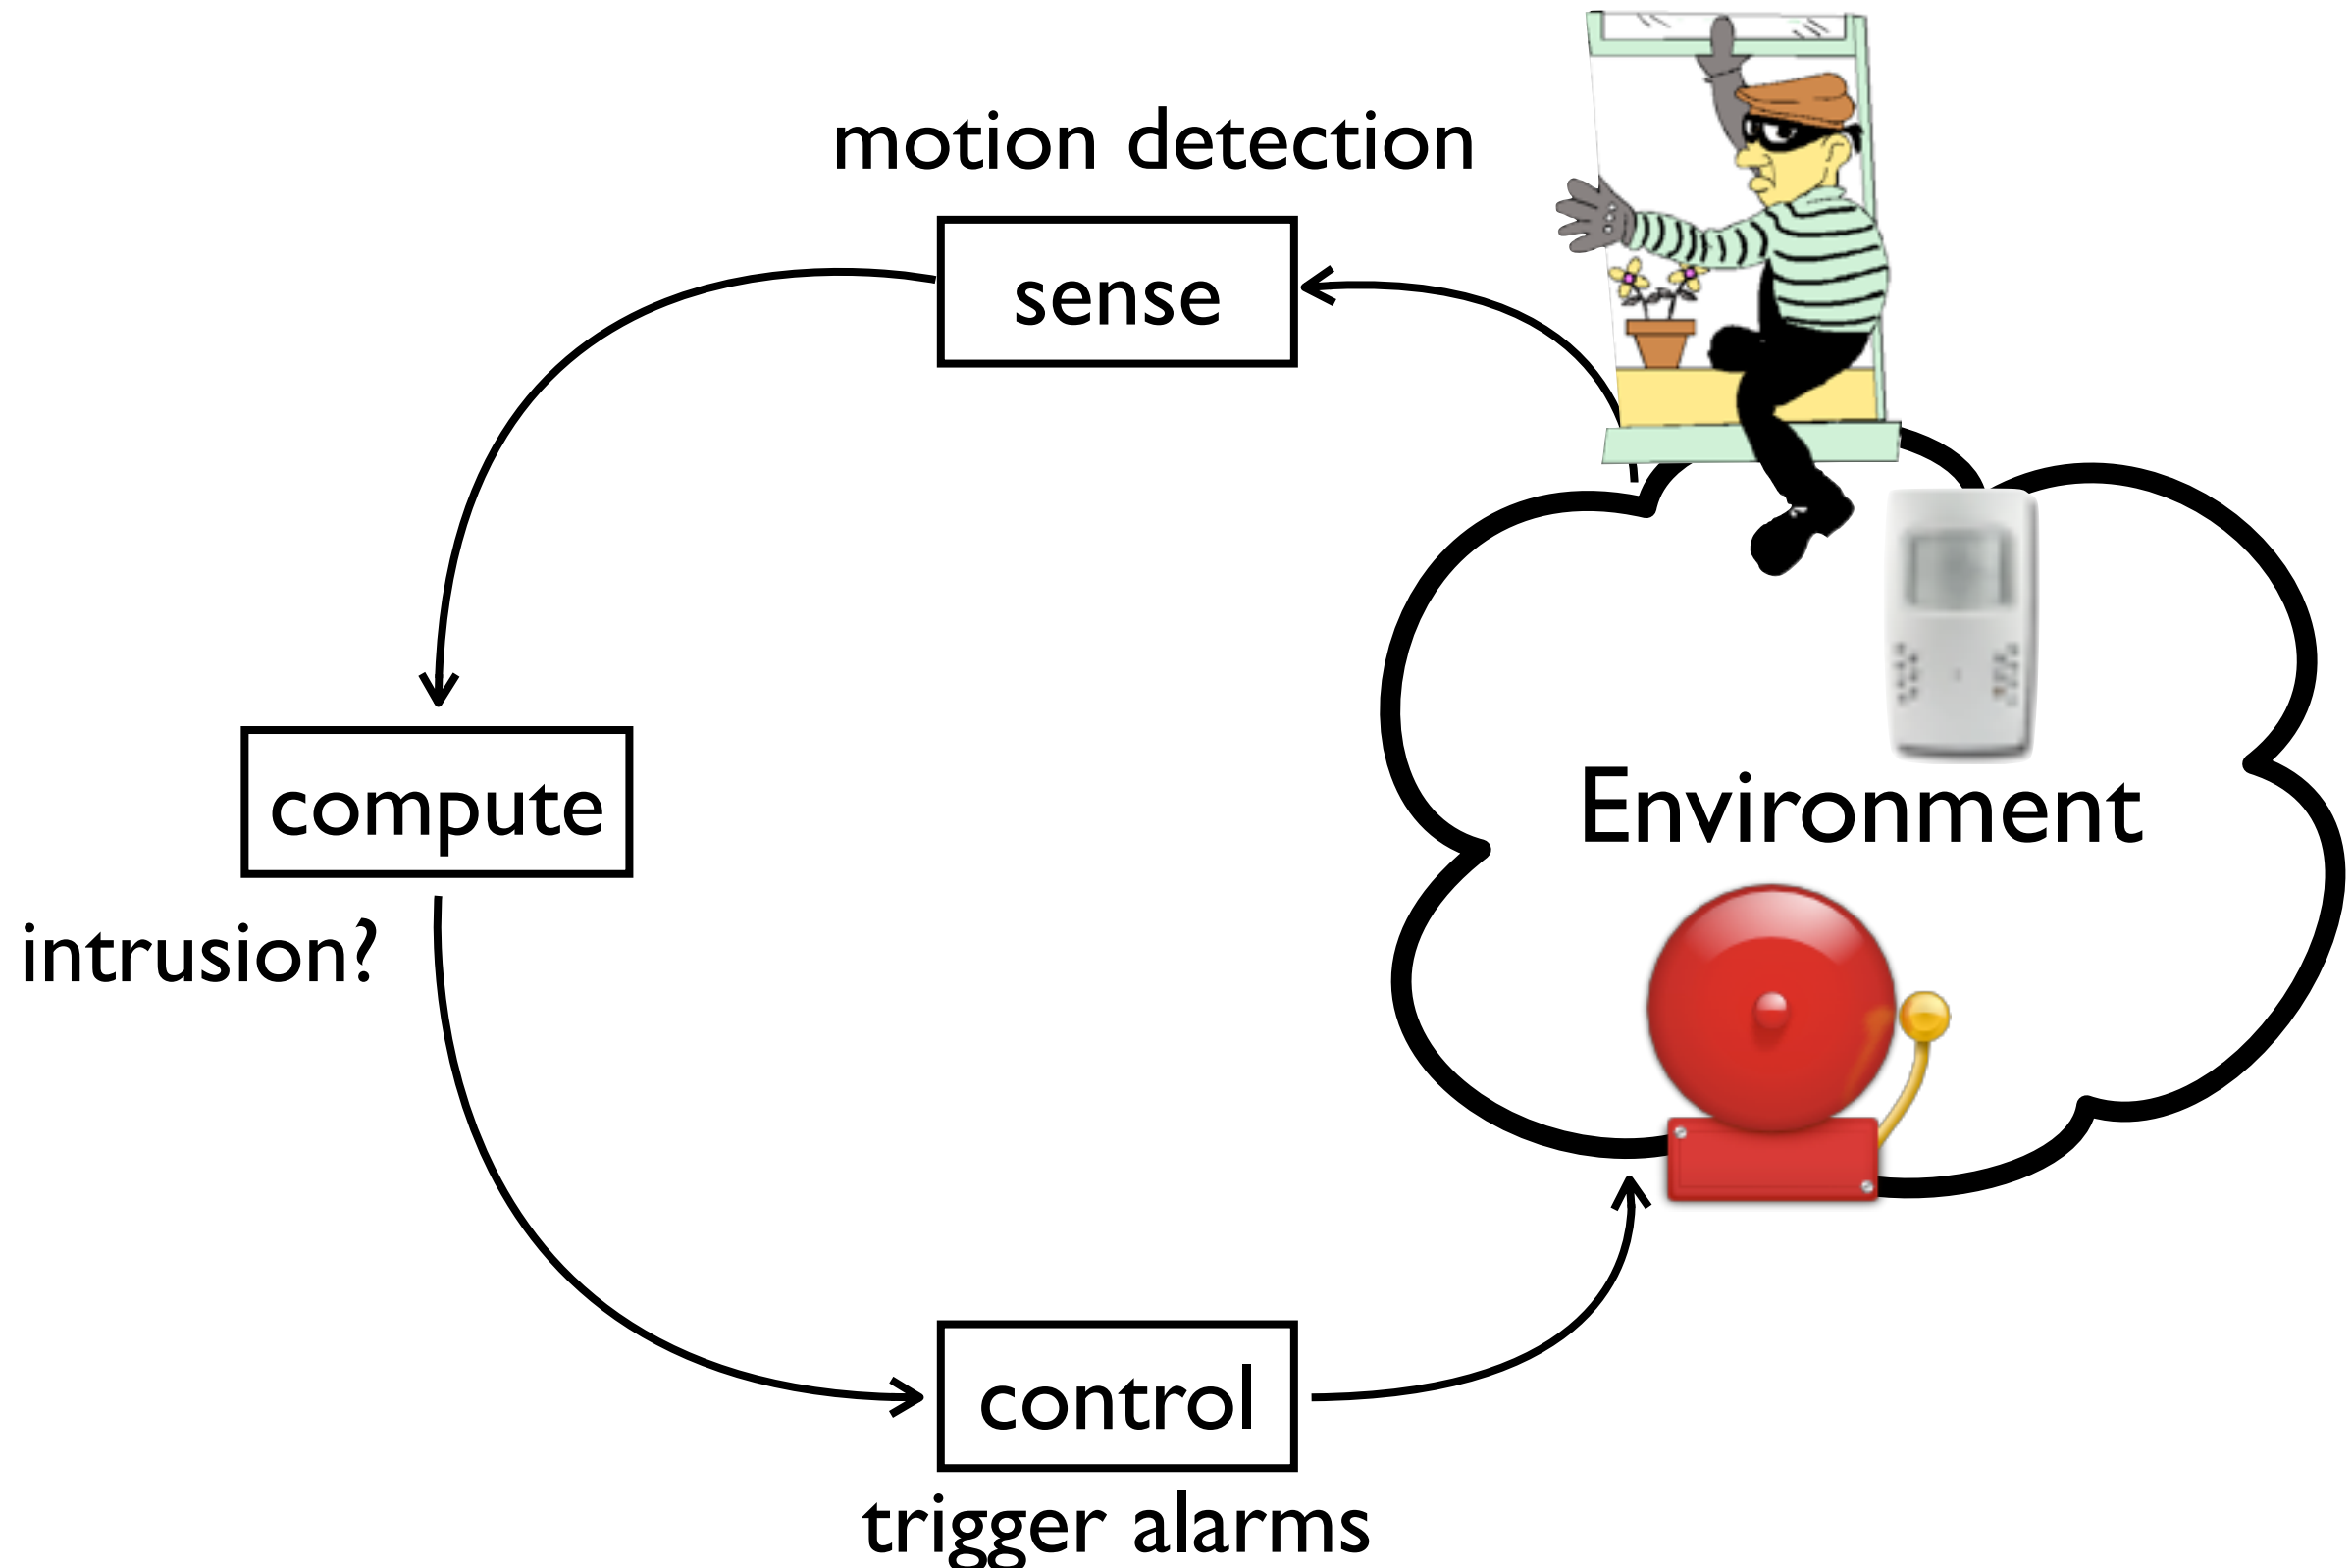 motion detection
sense
compute
intrusion?
Environment
control
trigger alarms